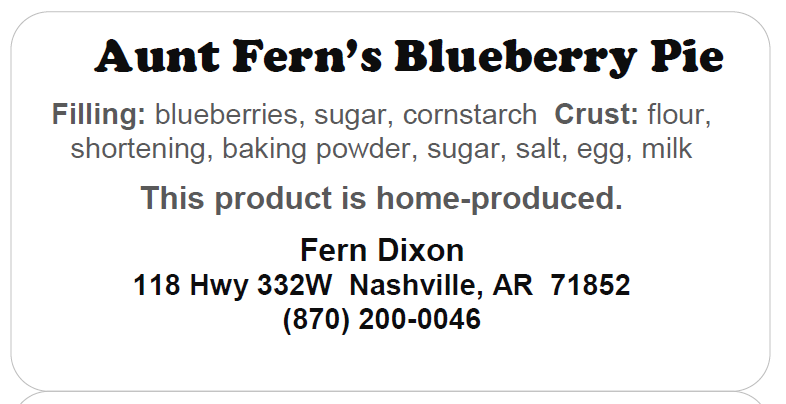 Aunt Fern’s Blueberry Pie
Filling: blueberries, sugar, cornstarch  Crust: flour,
shortening, baking powder, sugar, salt, egg, milk
This product is home-produced.
Fern Dixon
118 Hwy 332W  Nashville, AR  71852
(870) 200-0046